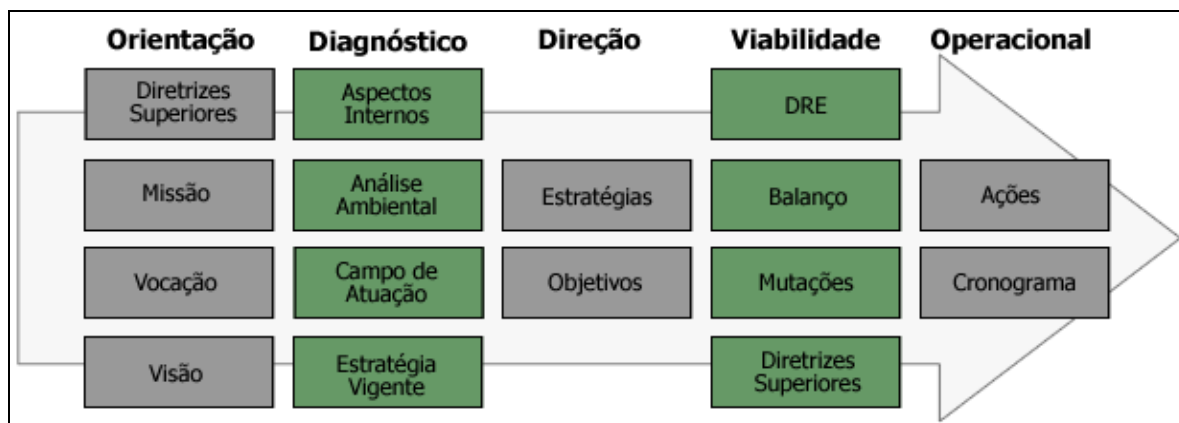 Orientação
Diagnóstico
Direção
Viabilidade
Operacional
Diretrizes
Superiores
Aspectos
Internos
DRE
Missão
Análise
Ambiental
Estratégias
Balanço
Ações
Vocação
Campo de
Atuação
Objetivos
Mutações
Cronograma
Visão
Estratégia
Vigente
Diretrizes
Superiores